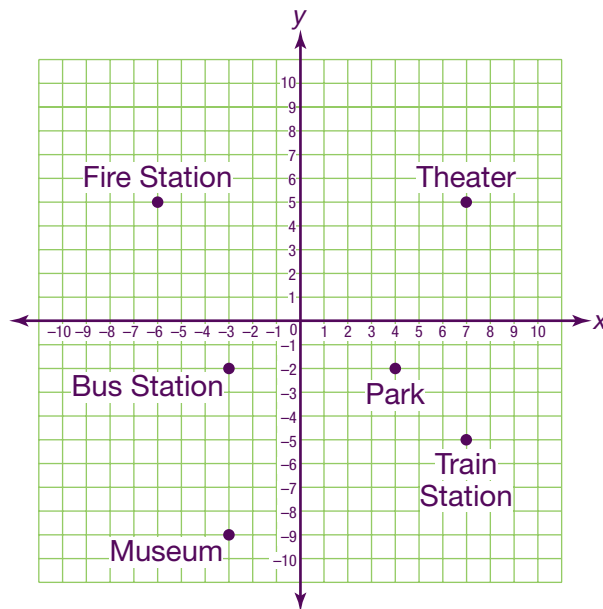 y
10
9
8
7
Fire Station
Theater
6
5
4
3
2
1
x
–10 –9 –8 –7 –6 –5 –4 –3 –2 –1 0 1 2 3 4 5 6 7 8 9 10
–1
–2
Bus Station
Park
–3
–4
–5
Train
Station
–6
–7
–8
–9
Museum
–10